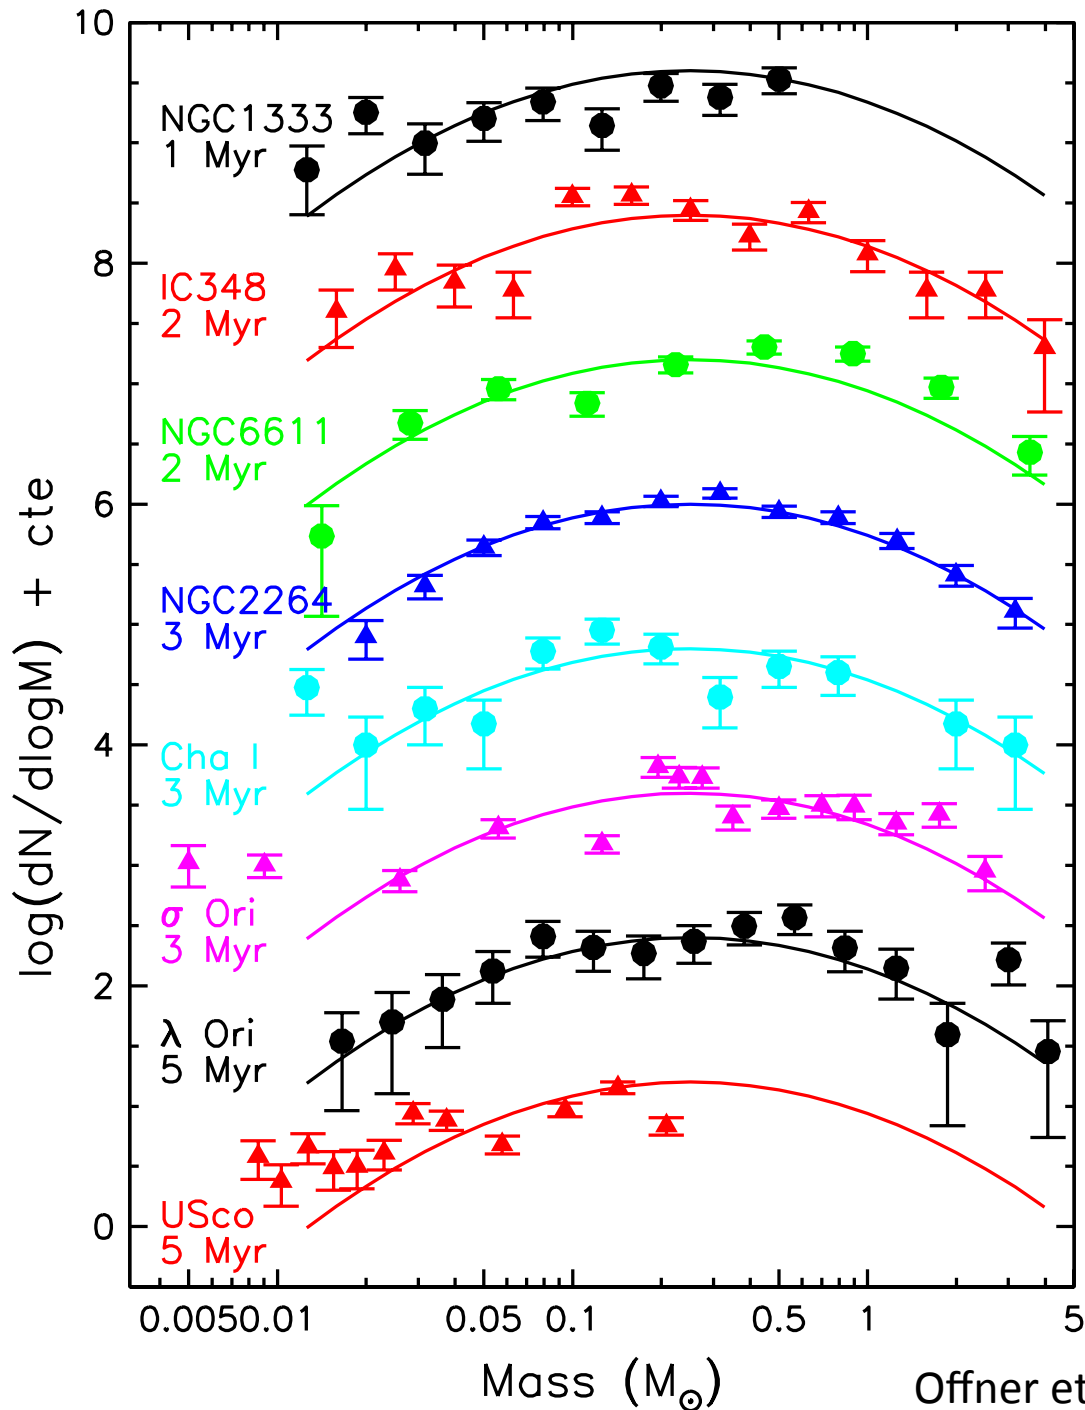 10
8
6
4
2
0
log(dN/dlogM) + cte
NGC1333
1 Myr
IC348
2 Myr
NGC6611
2 Myr
NGC2264
3 Myr
Cha I
3 Myr
σ Ori
3 Myr
λ Ori
5 Myr
USco
5 Myr
0.005 0.01 0.05 0.1 0.5 1 5
Mass (M☉)
Offner et